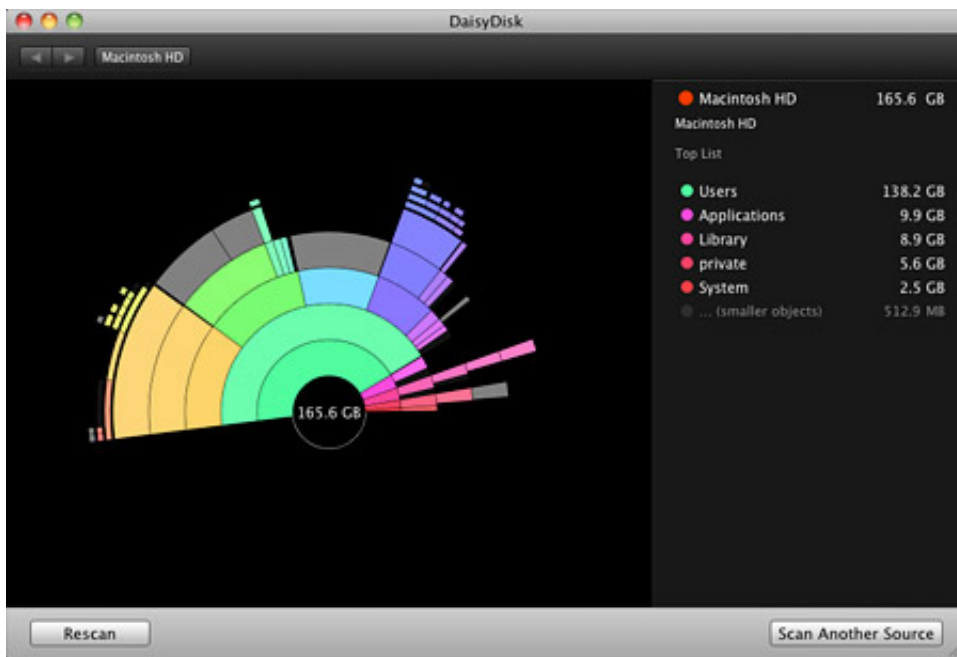 DaisyDisk
Macintosh HD
Macintosh HD 165.6 GB
Macintosh HD
Top List
Users 138.2 GB
Applications 9.9 GB
Library 8.9 GB
private 5.6 GB
System 2.5 GB
... (smaller objects) 512.9 MB
165.6 GB
Rescan
Scan Another Source